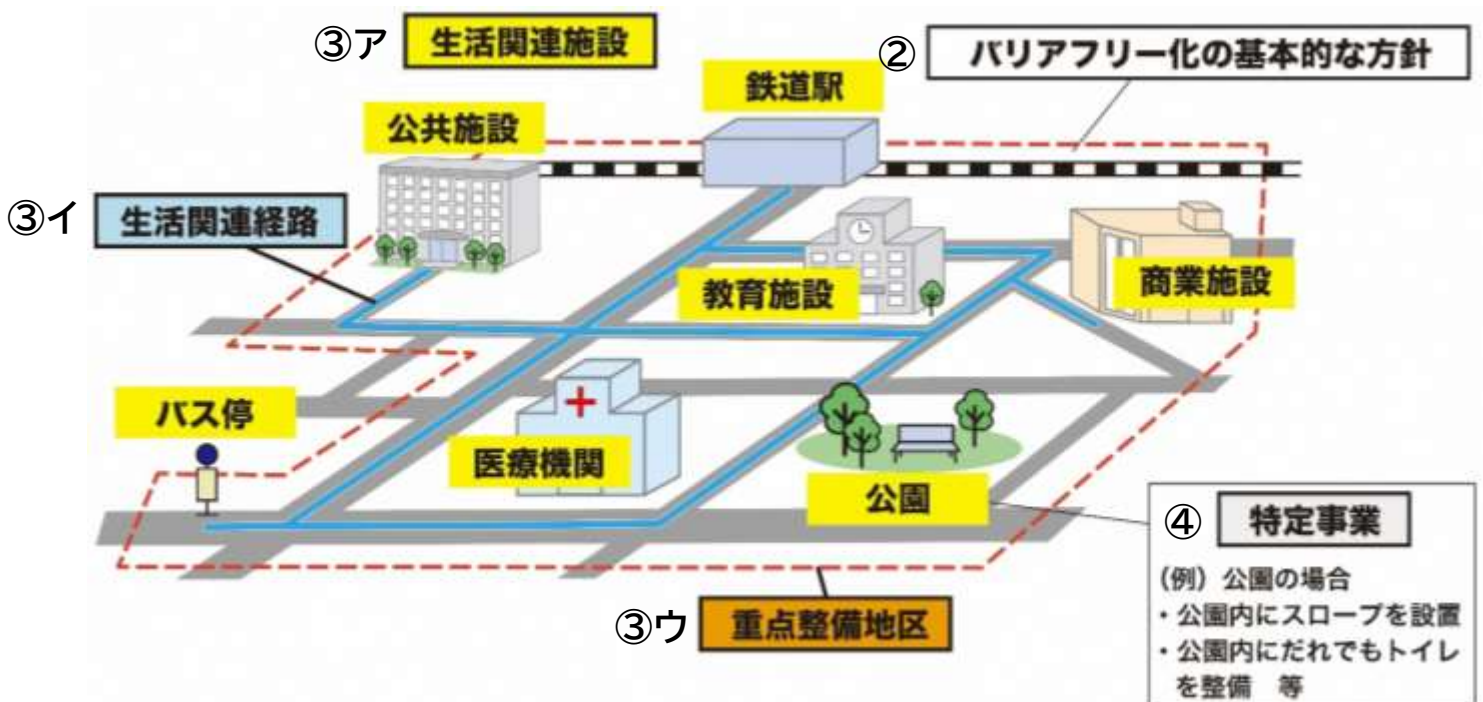 ③ア 生活関連施設
② バリアフリー化の基本的な方針
鉄道駅
公共施設
③イ 生活関連経路
教育施設
商業施設
バス停
医療機関
公園
④ 特定事業
(例) 公園の場合
・公園内にスロープを設置
・公園内にだれでもトイレ
を整備 等
③ウ 重点整備地区